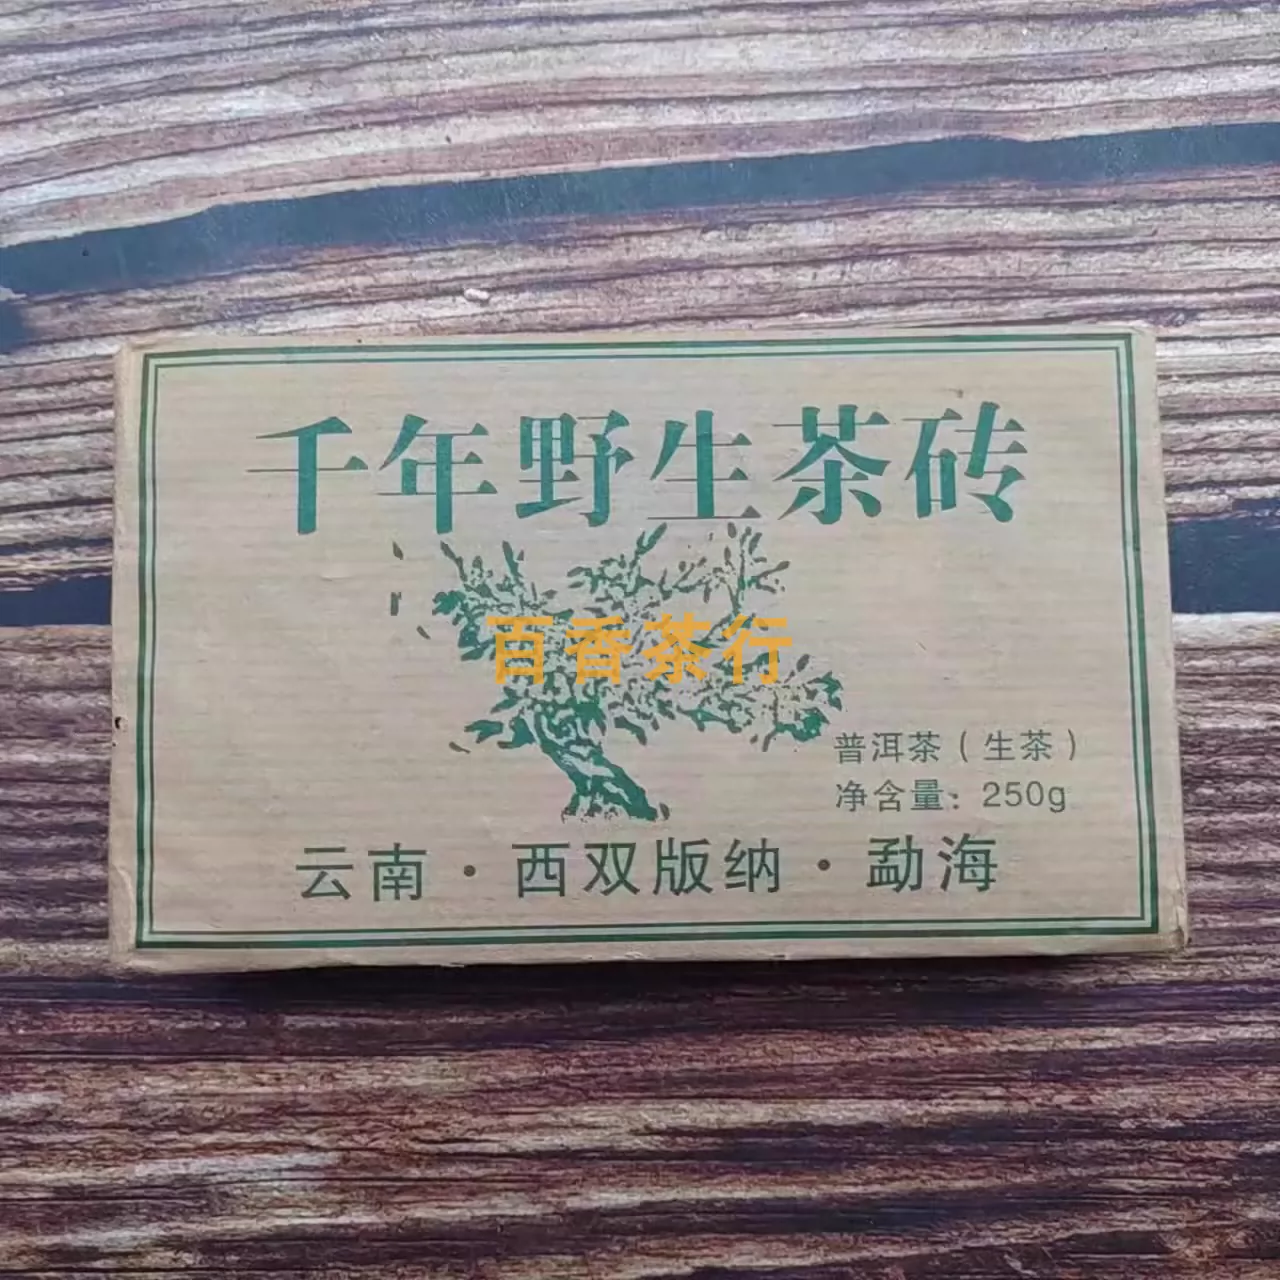 千年野生茶砖
百香茶行
普洱茶(生茶)
净含量:250g
云南·西双版纳·勐海